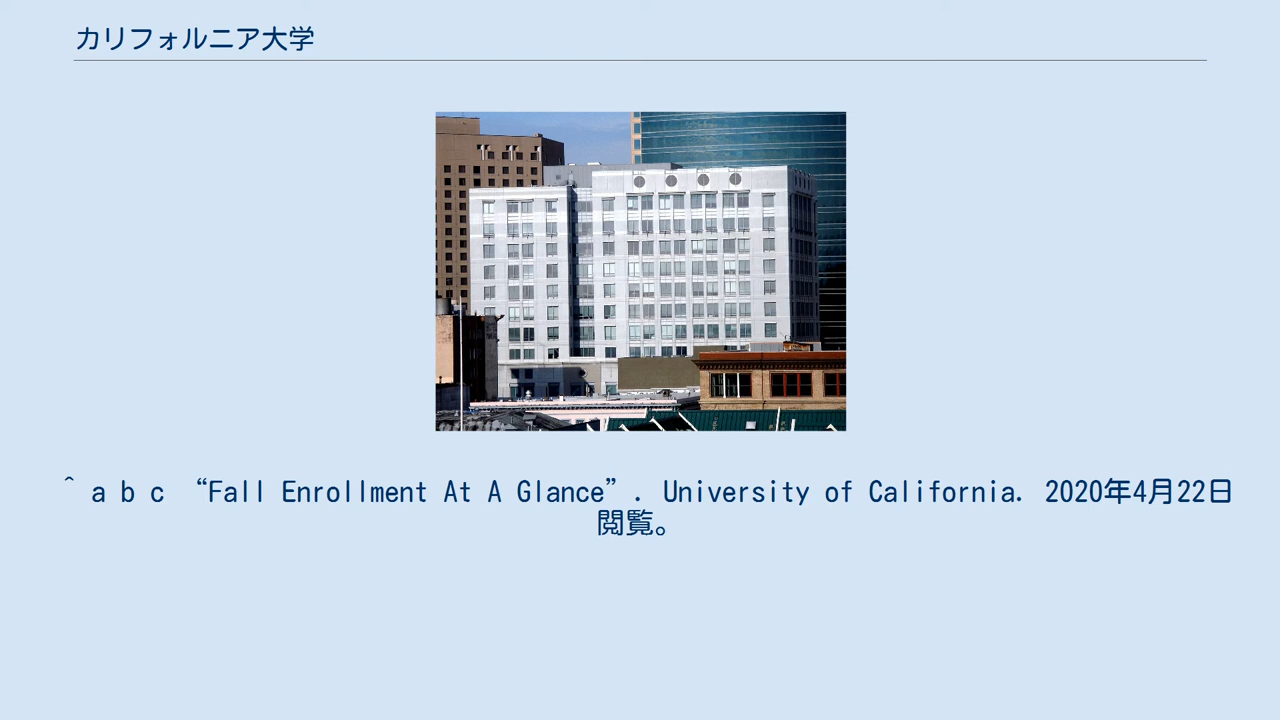 カリフォルニア大学
^ a b c “Fall Enrollment At A Glance”. University of California. 2020年4月22日
閲覧。